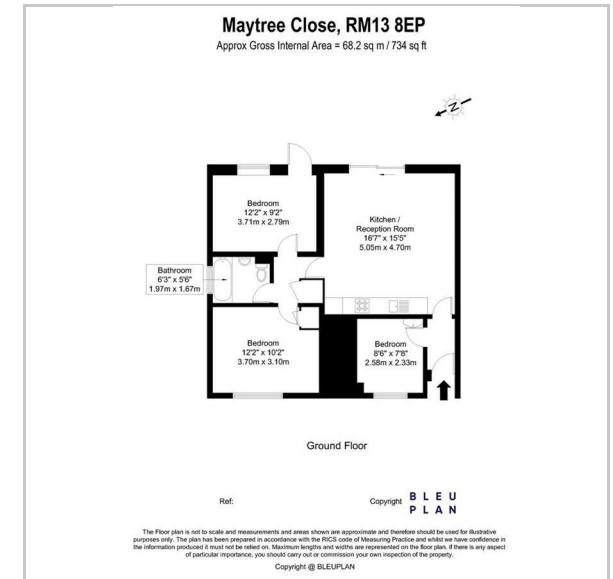 Maytree Close, RM13 8EP
Approx Gross Internal Area = 68.2 sq m / 734 sq ft
N
Bedroom
12'2" x 9'2"
3.71m x 2.79m
Kitchen /
Reception Room
16'7" x 15'5"
5.05m x 4.70m
Bathroom
6'3" x 5'6"
1.97m x 1.67m
Bedroom
12'2" x 10'2"
3.70m x 3.10m
Bedroom
8'6" x 7'8"
2.58m x 2.33m
Ground Floor
Ref:
Copyright
BLEU
PLAN
The Floor plan is not to scale and measurements and areas shown are approximate and therefore should be used for illustrative
purposes only. The plan has been prepared in accordance with the RICS code of Measuring Practice and whilst we have confidence in
the information produced it must not be relied on. Maximum lengths and widths are represented on the floor plan. If there is any aspect
of particular importance, you should carry out or commission your own inspection of the property.
Copyright @ BLEUPLAN